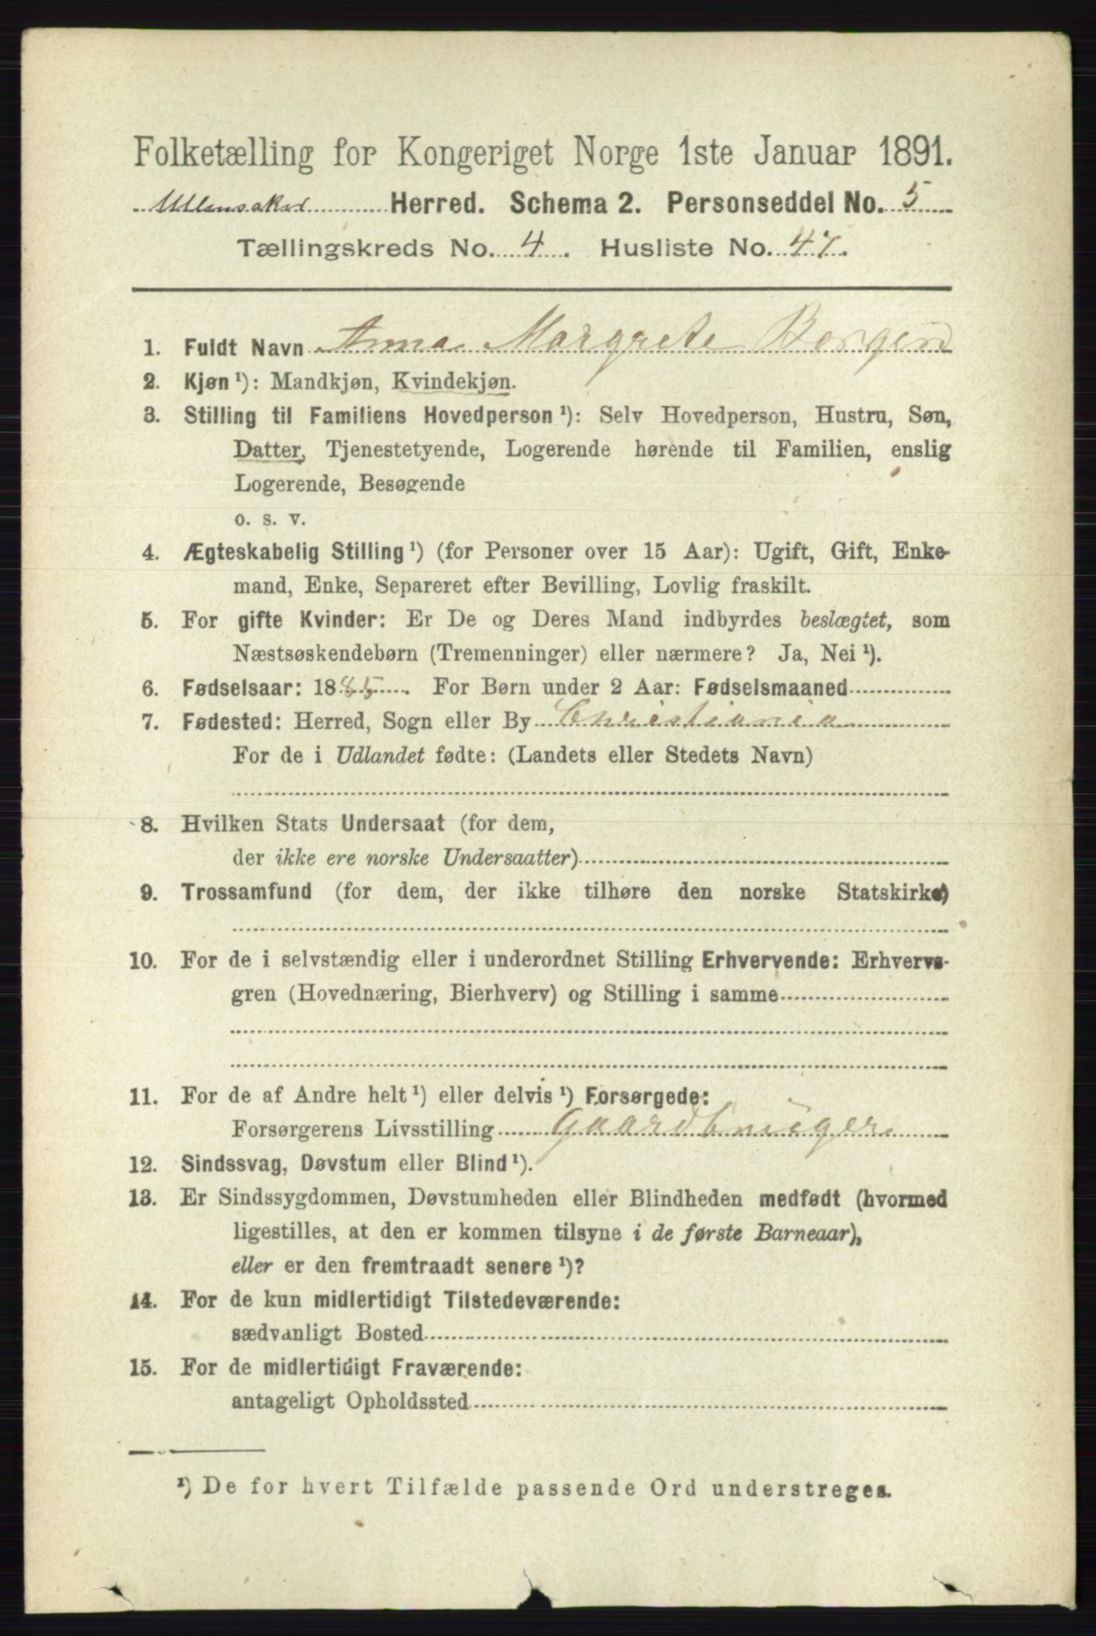 Folketælling for Kongeriget Norge 1ste Januar 1891.
Ullensaker Herred. Schema 2. Personseddel No. 5
Tællingskreds No. 4. Husliste No. 47.
1. Fuldt Navn Anna Margrete Borgen
2. Kjøn ¹): Mandkjøn, Kvindekjøn.
3. Stilling til Familiens Hovedperson ¹): Selv Hovedperson, Hustru, Søn,
Datter, Tjenestetyende, Logerende hørende til Familien, enslig
Logerende, Besøgende
o. s. v.
4. Ægteskabelig Stilling ¹) (for Personer over 15 Aar): Ugift, Gift, Enke-
mand, Enke, Separeret efter Bevilling, Lovlig fraskilt.
5. For gifte Kvinder: Er De og Deres Mand indbyrdes beslægtet, som
Næstsøskendebørn (Tremenninger) eller nærmere? Ja, Nei ¹).
6. Fødselsaar: 1885. For Børn under 2 Aar: Fødselsmaaned
7. Fødested: Herred, Sogn eller By Christiania
For de i Udlandet fødte: (Landets eller Stedets Navn)
8. Hvilken Stats Undersaat (for dem,
der ikke ere norske Undersaatter)
9. Trossamfund (for dem, der ikke tilhøre den norske Statskirke)
10. For de i selvstændig eller i underordnet Stilling Erhvervende: Erhvervs-
gren (Hovednæring, Bierhverv) og Stilling i samme
11. For de af Andre helt ¹) eller delvis ¹) Forsørgede:
Forsørgerens Livsstilling Gaardbruger
12. Sindssvag, Døvstum eller Blind ¹).
13. Er Sindssygdommen, Døvstumheden eller Blindheden medfødt (hvormed
ligestilles, at den er kommen tilsyne i de første Barneaar),
eller er den fremtraadt senere ¹)?
14. For de kun midlertidigt Tilstedeværende:
sædvanligt Bosted
15. For de midlertidigt Fraværende:
antageligt Opholdssted
¹) De for hvert Tilfælde passende Ord understreges.